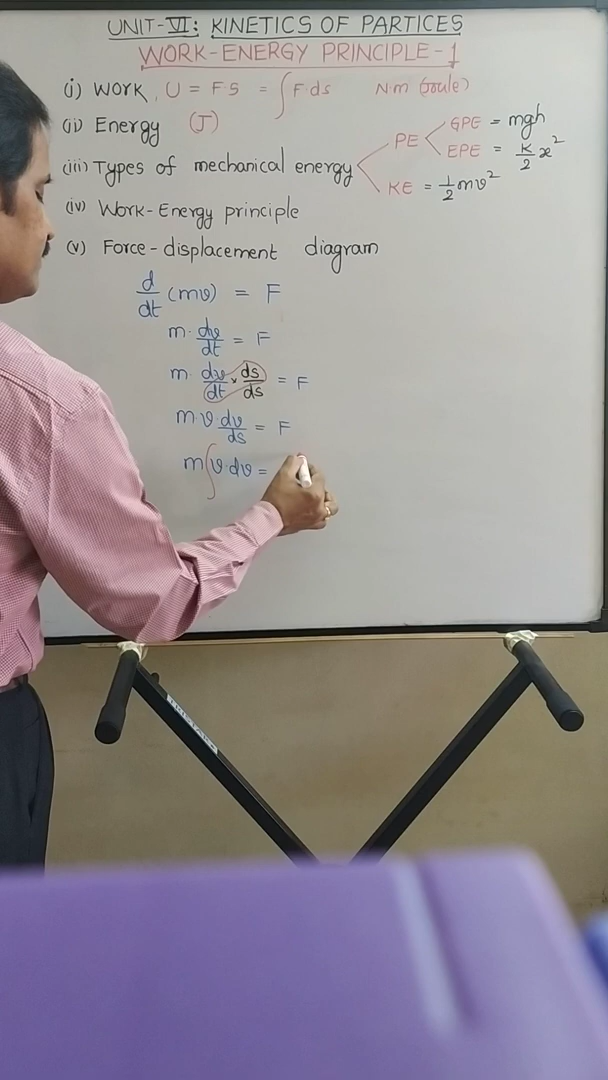 UNIT-VI: KINETICS OF PARTICES
WORK-ENERGY PRINCIPLE-1
(i) Work, U = F·S = ∫F·ds N·m (Joule)
(ii) Energy (J)
(iii) Types of mechanical energy
PE
GPE = mgh
EPE = k/2 x²
KE = 1/2 mv²
(iv) Work-Energy principle
(v) Force-displacement diagram
d/dt (mv) = F
m· dv/dt = F
m· dv/dt × ds/ds = F
m v· dv/ds = F
m∫v·dv =